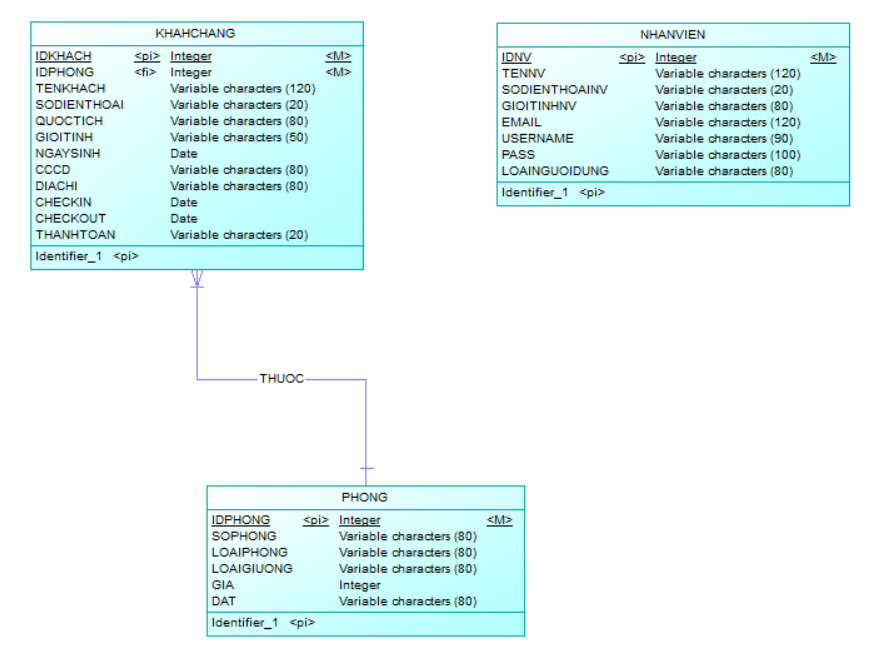 KHAHCHANG
IDKHACH <pi> Integer <M>
IDPHONG <fi> Integer <M>
TENKHACH Variable characters (120)
SODIENTHOAI Variable characters (20)
QUOCTICH Variable characters (80)
GIOITINH Variable characters (50)
NGAYSINH Date
CCCD Variable characters (80)
DIACHI Variable characters (80)
CHECKIN Date
CHECKOUT Date
THANHTOAN Variable characters (20)
Identifier_1 <pi>
NHANVIEN
IDNV <pi> Integer <M>
TENNV Variable characters (120)
SODIENTHOAINV Variable characters (20)
GIOITINHNV Variable characters (80)
EMAIL Variable characters (120)
USERNAME Variable characters (90)
PASS Variable characters (100)
LOAINGUOIDUNG Variable characters (80)
Identifier_1 <pi>
THUOC
PHONG
IDPHONG <pi> Integer <M>
SOPHONG Variable characters (80)
LOAIPHONG Variable characters (80)
LOAIGIUONG Variable characters (80)
GIA Integer
DAT Variable characters (80)
Identifier_1 <pi>